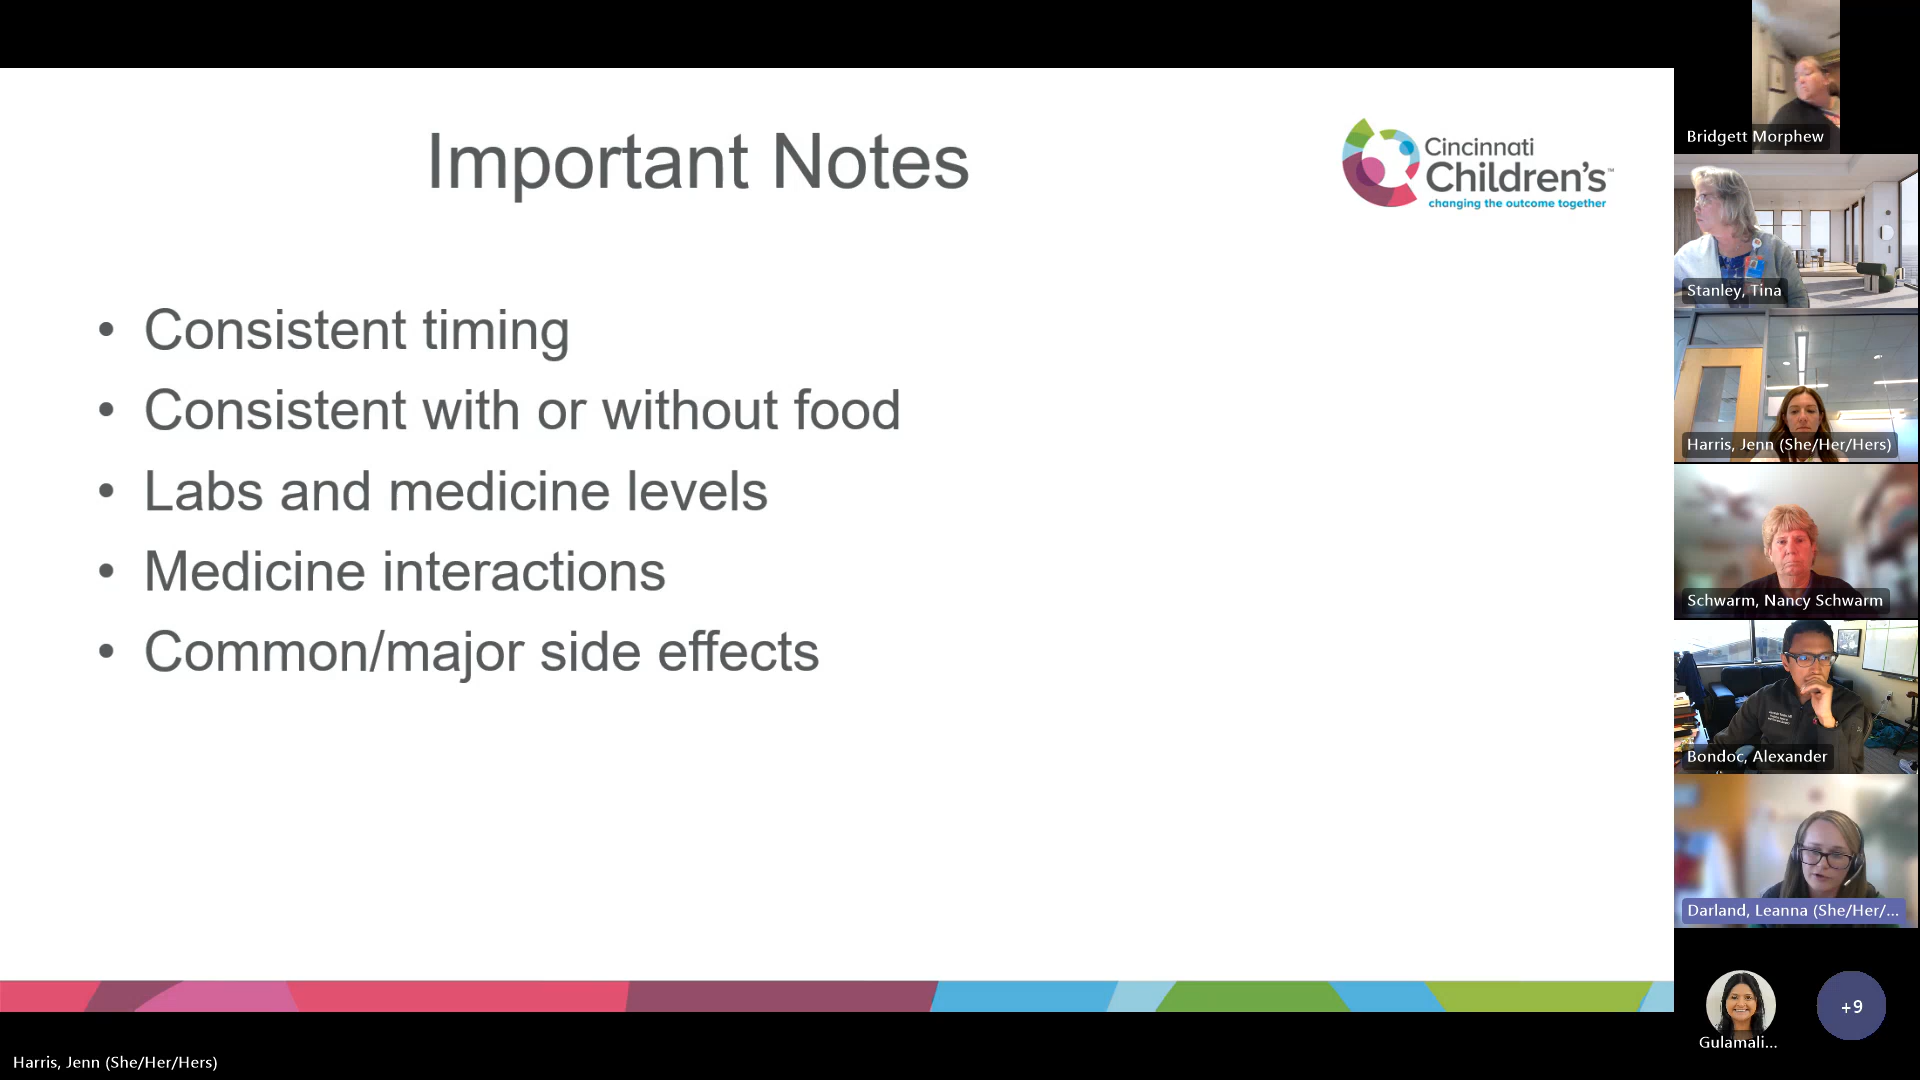 Important Notes
Cincinnati
Children's™
changing the outcome together
• Consistent timing
• Consistent with or without food
• Labs and medicine levels
• Medicine interactions
• Common/major side effects
Bridgett Morphew
Stanley, Tina
Harris, Jenn (She/Her/Hers)
Schwarm, Nancy Schwarm
Bondoc, Alexander
Darland, Leanna (She/Her/...
Gulamali...
+9
Harris, Jenn (She/Her/Hers)